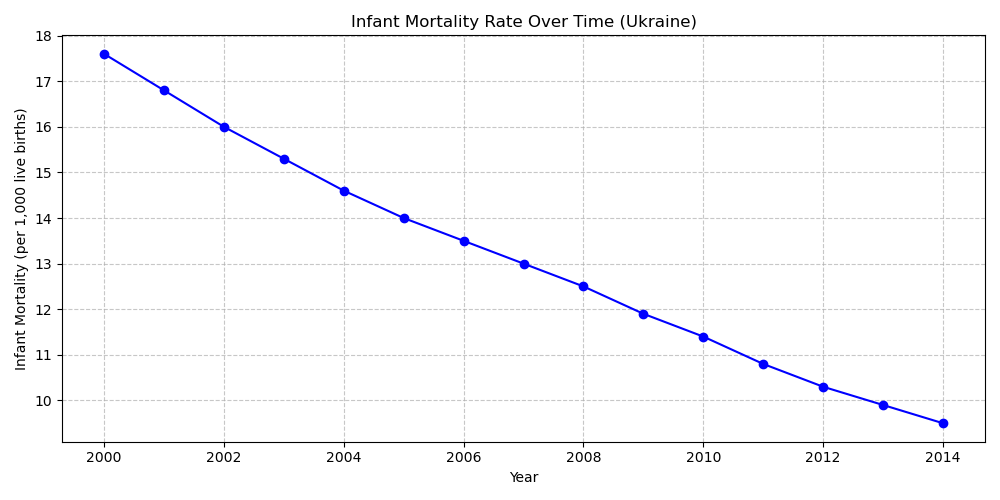 Infant Mortality Rate Over Time (Ukraine)
Infant Mortality (per 1,000 live births)
18
17
16
15
14
13
12
11
10
2000 2002 2004 2006 2008 2010 2012 2014
Year